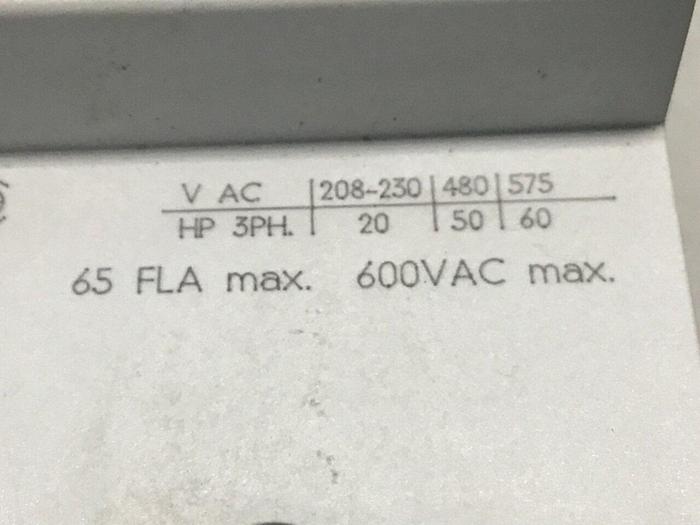 V AC | 208-230 | 480 | 575
HP 3PH. | 20 | 50 | 60
65 FLA max. 600VAC max.